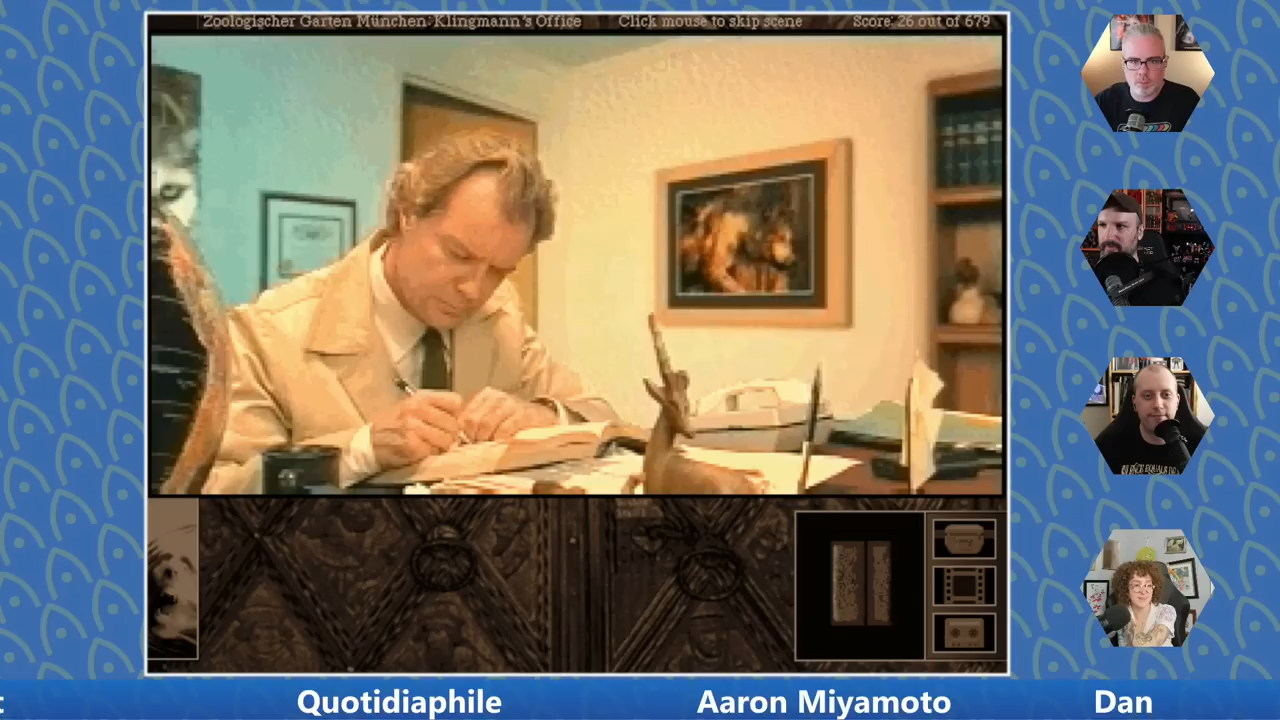 Zoologischer Garten München: Klingmann's Office Click mouse to skip scene Score: 26 out of 679
Quotidiaphile Aaron Miyamoto Dan